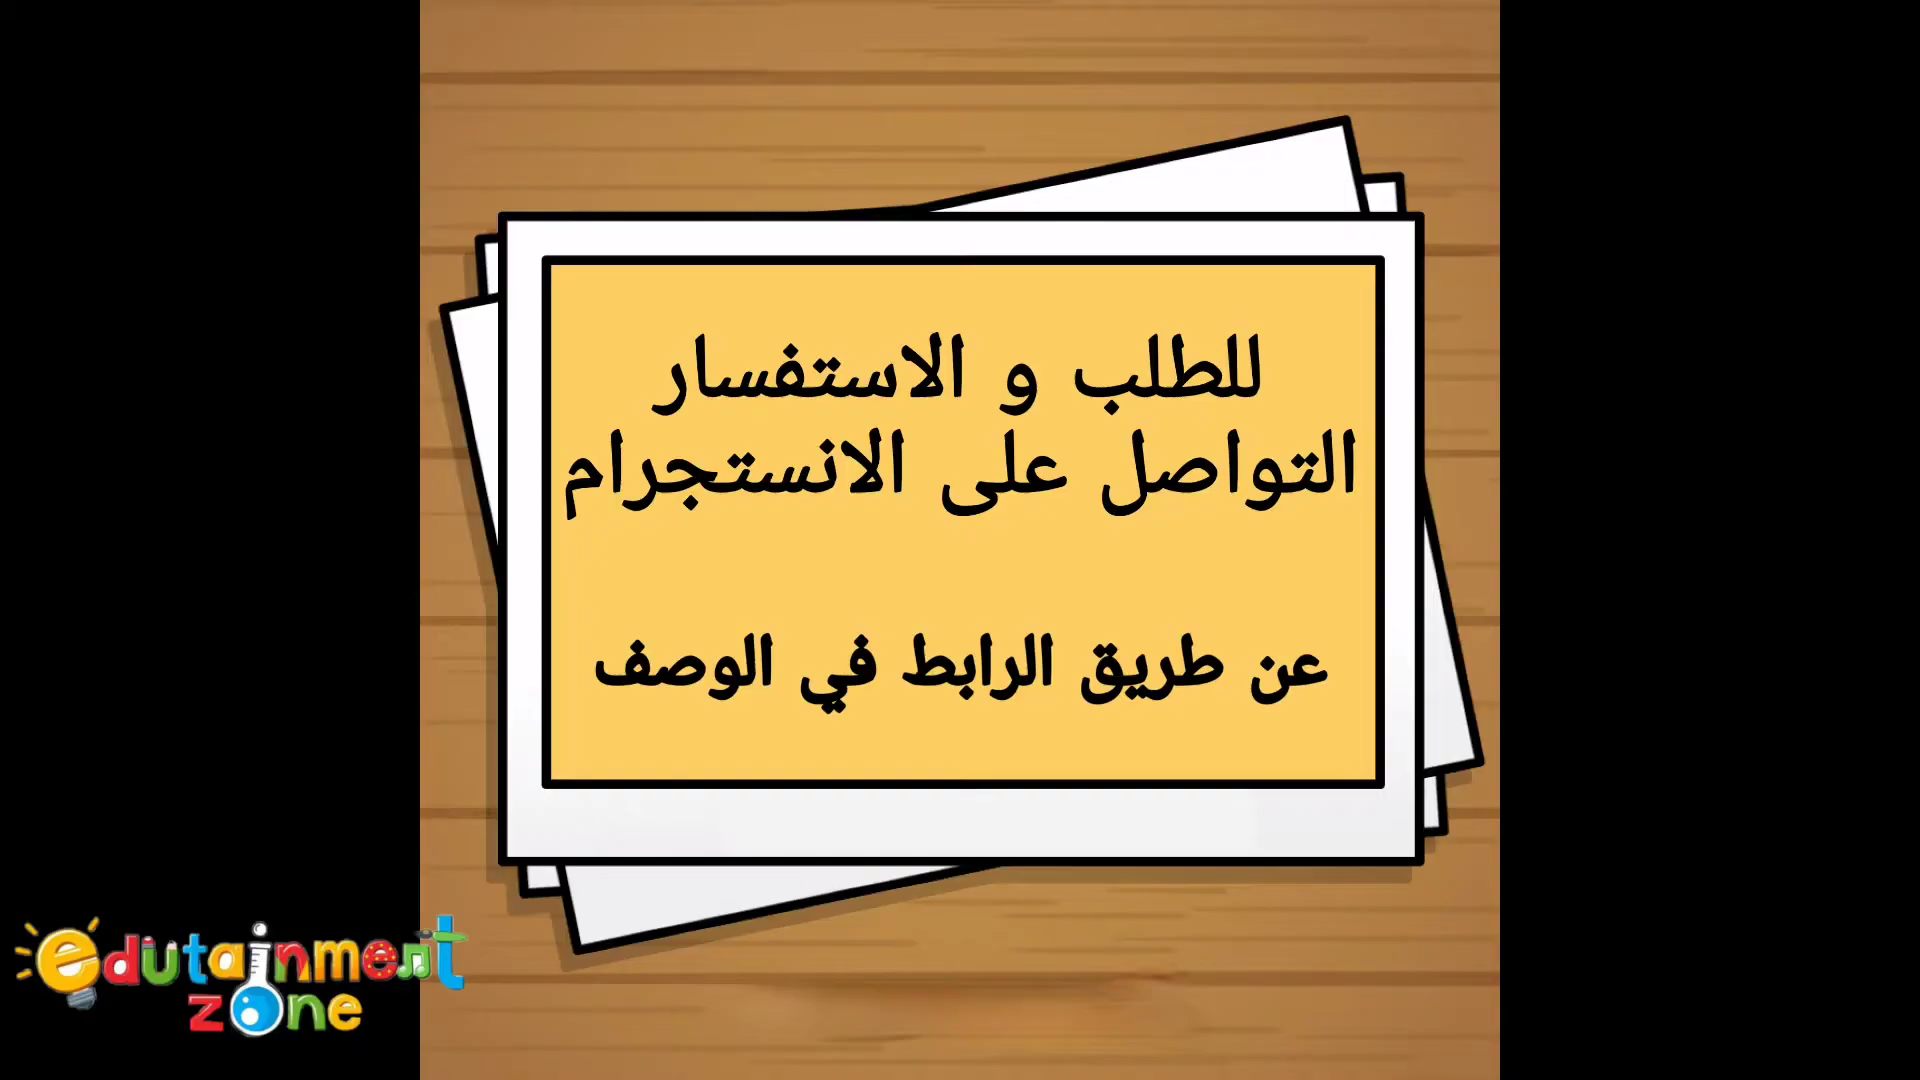 للطلب و الاستفسار
التواصل على الانستجرام
عن طريق الرابط في الوصف
edutainment
zone